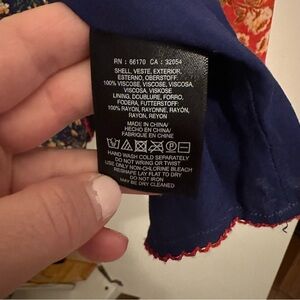 RN : 66170 CA : 32054
SHELL, VESTE, EXTERIOR,
ESTERNO, OBERSTOFF:
100% VISCOSE, VISCOSE, VISCOSA,
VISCOSA, VISKOSE
LINING, DOUBLURE, FORRO,
FODERA, FUTTERSTOFF:
100% RAYON, RAYONNE, RAYON,
RAYON, REYON
MADE IN CHINA/
HECHO EN CHINA/
FABRIQUÉ EN CHINE
HAND WASH COLD SEPARATELY
DO NOT WRING OR TWIST
USE ONLY NON-CHLORINE BLEACH
RESHAPE LAY FLAT TO DRY
DO NOT IRON
MAY BE DRY CLEANED